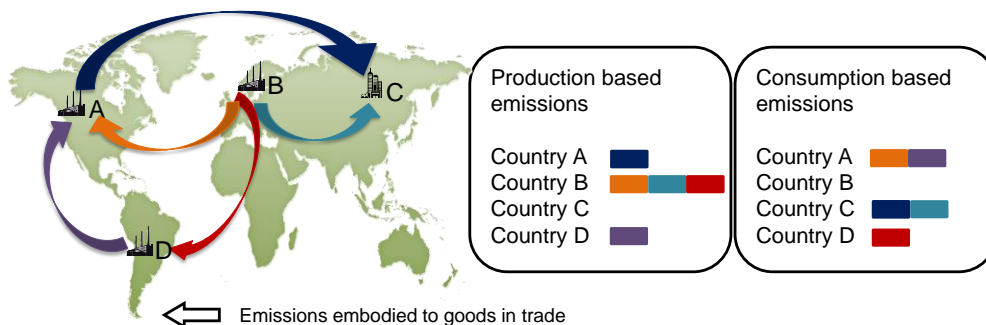 A
B
C
D
Emissions embodied to goods in trade
Production based
emissions
Country A
Country B
Country C
Country D
Consumption based
emissions
Country A
Country B
Country C
Country D